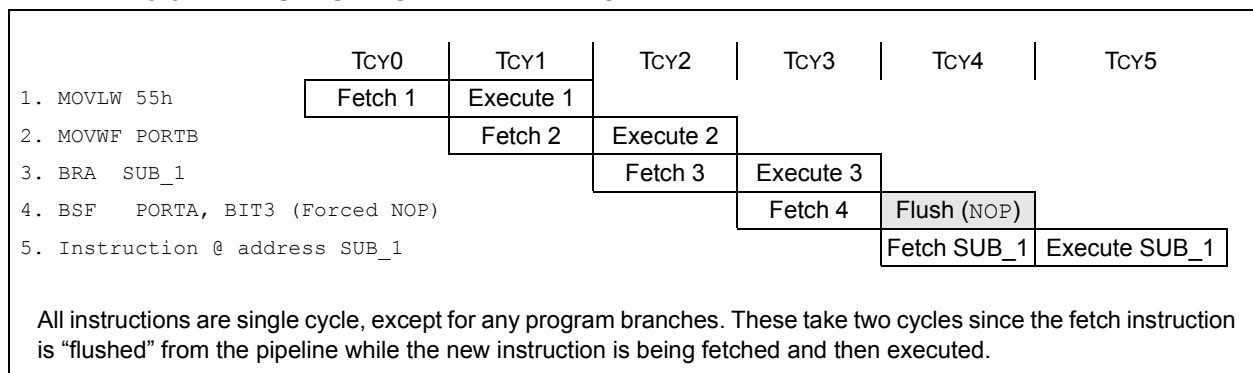 TCY0 TCY1 TCY2 TCY3 TCY4 TCY5
1. MOVLW 55h Fetch 1 Execute 1
2. MOVWF PORTB Fetch 2 Execute 2
3. BRA SUB_1 Fetch 3 Execute 3
4. BSF PORTA, BIT3 (Forced NOP) Fetch 4 Flush (NOP)
5. Instruction @ address SUB_1 Fetch SUB_1 Execute SUB_1
All instructions are single cycle, except for any program branches. These take two cycles since the fetch instruction
is “flushed” from the pipeline while the new instruction is being fetched and then executed.